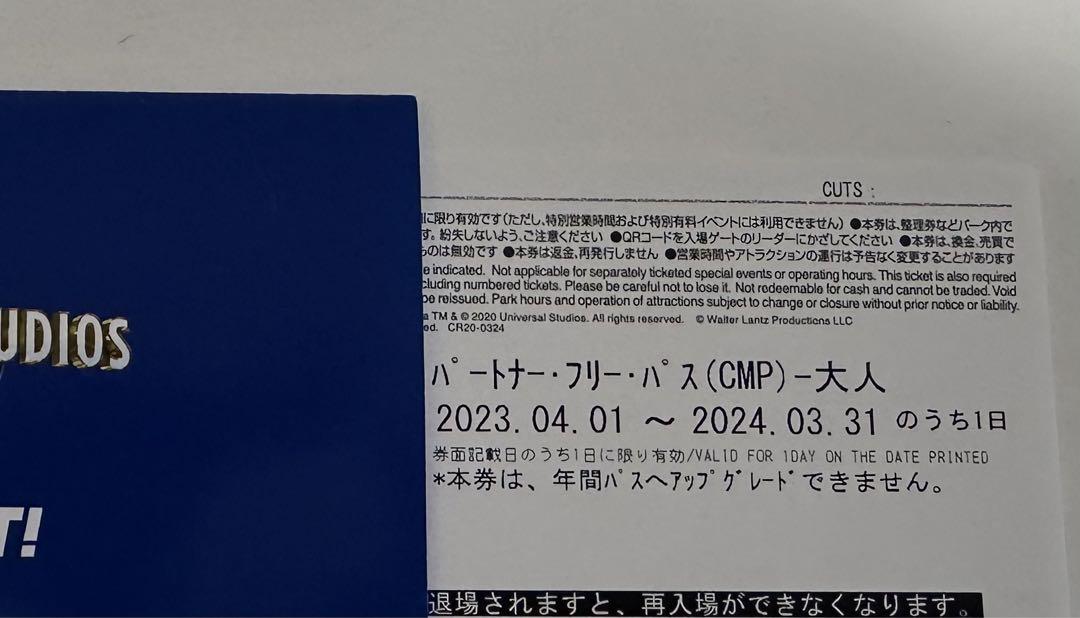 CUTS :
に限り有効です(ただし、特別営業時間および特別有料イベントには利用できません) ●本券は、整理券などパーク内で
す。紛失しないよう、ご注意ください ●QRコードを入場ゲートのリーダーにかざしてください ●本券は、換金、売買で
ものは無効です ●本券は返金、再発行しません ●営業時間やアトラクションの運行は予告なく変更することがあります
e indicated. Not applicable for separately ticketed special events or operating hours. This ticket is also required
cluding numbered tickets. Please be careful not to lose it. Not redeemable for cash and cannot be traded. Void
be reissued. Park hours and operation of attractions subject to change or closure without prior notice or liability.
TM & © 2020 Universal Studios. All rights reserved. © Walter Lantz Productions LLC
ed. CR20-0324
UDIOS
パートナー・フリー・パス(CMP)-大人
2023.04.01 ～ 2024.03.31 のうち1日
券面記載日のうち1日に限り有効/VALID FOR 1DAY ON THE DATE PRINTED
*本券は、年間パスへアップグレードできません。
T!
退場されますと、再入場ができなくなります。